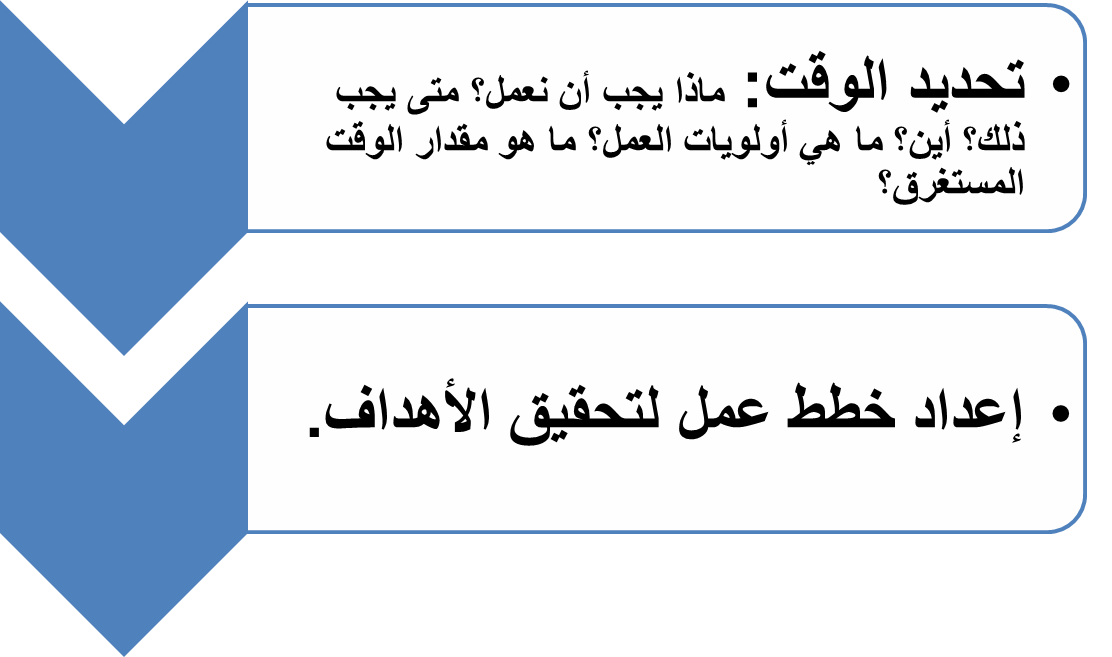 • تحديد الوقت: ماذا يجب أن نعمل؟ متى يجب
ذلك؟ أين؟ ما هي أولويات العمل؟ ما هو مقدار الوقت
المستغرق؟
• إعداد خطط عمل لتحقيق الأهداف.